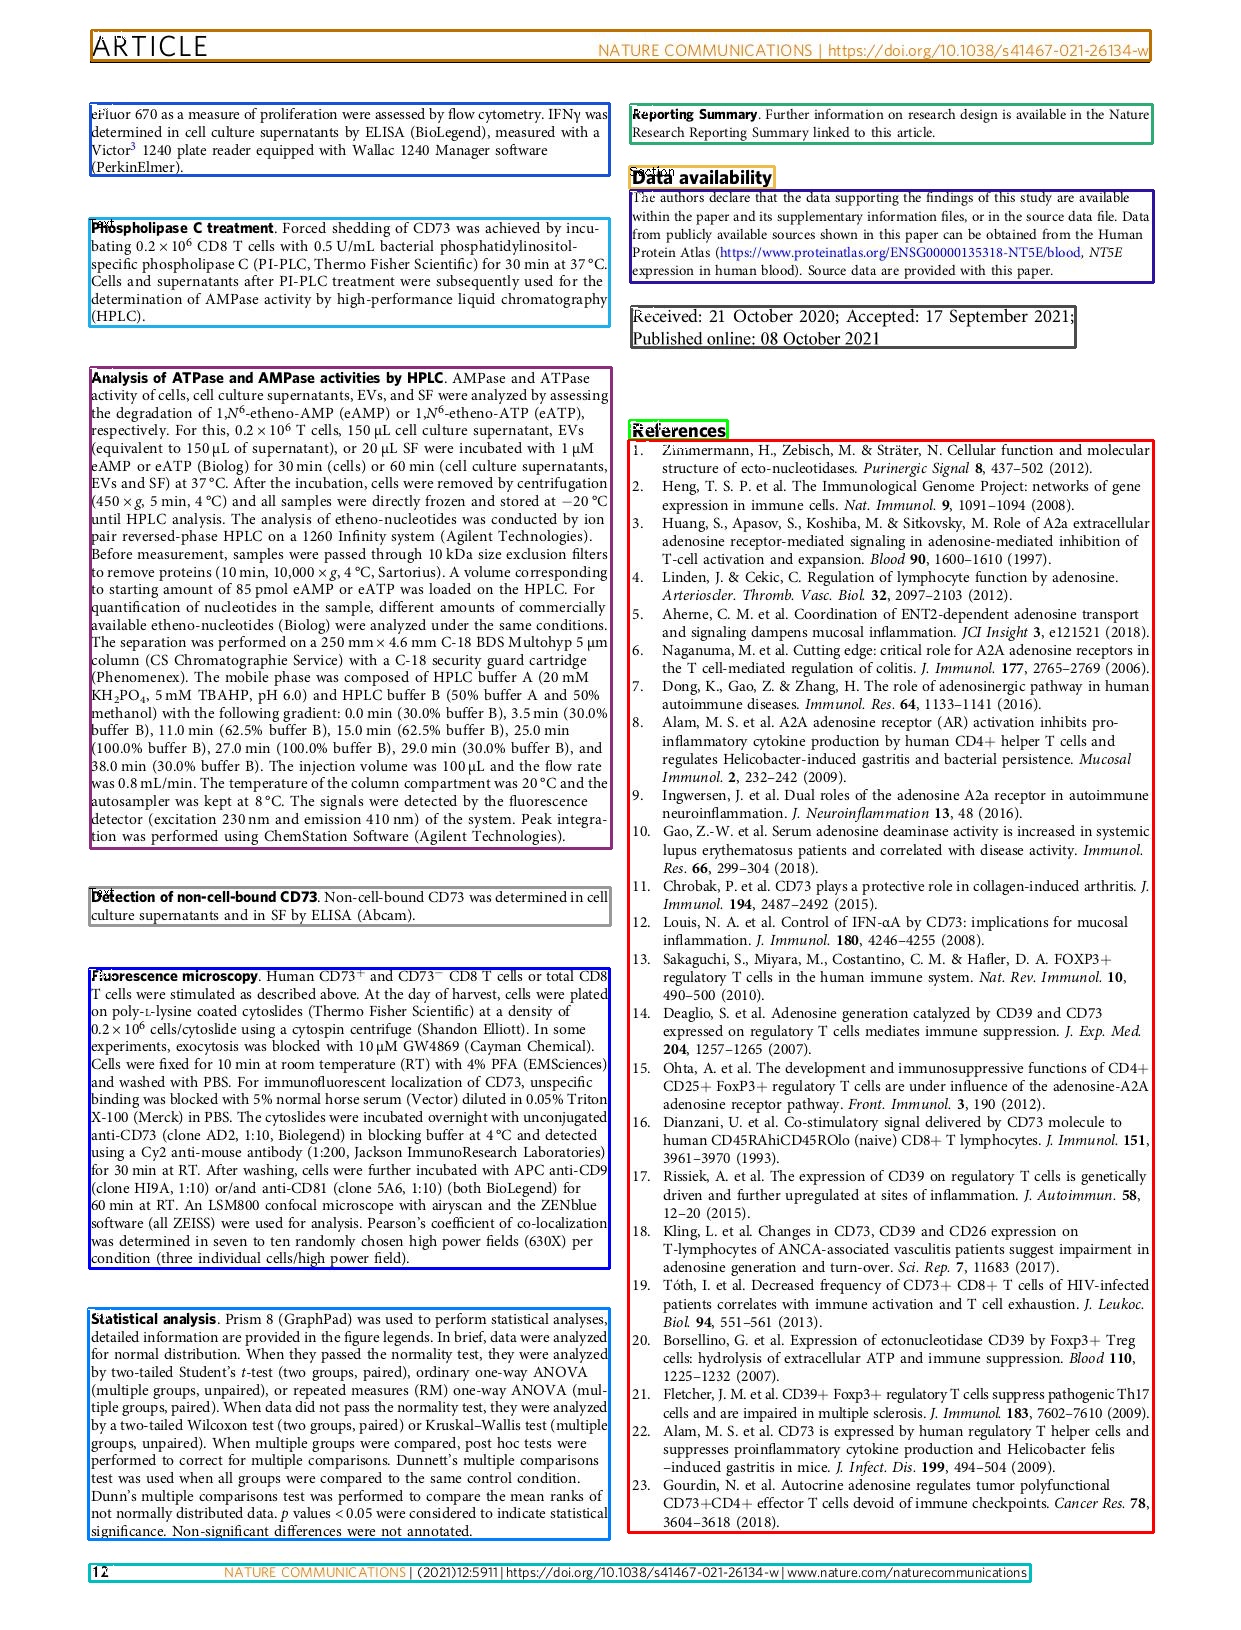 ARTICLE
NATURE COMMUNICATIONS | https://doi.org/10.1038/s41467-021-26134-w
eFluor 670 as a measure of proliferation were assessed by flow cytometry. IFNγ was
determined in cell culture supernatants by ELISA (BioLegend), measured with a
Victor³ 1240 plate reader equipped with Wallac 1240 Manager software
(PerkinElmer).
Phospholipase C treatment. Forced shedding of CD73 was achieved by incu-
bating 0.2 × 10⁶ CD8 T cells with 0.5 U/mL bacterial phosphatidylinositol-
specific phospholipase C (PI-PLC, Thermo Fisher Scientific) for 30 min at 37 °C.
Cells and supernatants after PI-PLC treatment were subsequently used for the
determination of AMPase activity by high-performance liquid chromatography
(HPLC).
Analysis of ATPase and AMPase activities by HPLC. AMPase and ATPase
activity of cells, cell culture supernatants, EVs, and SF were analyzed by assessing
the degradation of 1,N⁶-etheno-AMP (eAMP) or 1,N⁶-etheno-ATP (eATP),
respectively. For this, 0.2 × 10⁶ T cells, 150 µL cell culture supernatant, EVs
(equivalent to 150 µL of supernatant), or 20 µL SF were incubated with 1 µM
eAMP or eATP (Biolog) for 30 min (cells) or 60 min (cell culture supernatants,
EVs and SF) at 37 °C. After the incubation, cells were removed by centrifugation
(450 × g, 5 min, 4 °C) and all samples were directly frozen and stored at −20 °C
until HPLC analysis. The analysis of etheno-nucleotides was conducted by ion
pair reversed-phase HPLC on a 1260 Infinity system (Agilent Technologies).
Before measurement, samples were passed through 10 kDa size exclusion filters
to remove proteins (10 min, 10,000 × g, 4 °C, Sartorius). A volume corresponding
to starting amount of 85 pmol eAMP or eATP was loaded on the HPLC. For
quantification of nucleotides in the sample, different amounts of commercially
available etheno-nucleotides (Biolog) were analyzed under the same conditions.
The separation was performed on a 250 mm × 4.6 mm C-18 BDS Multohyp 5 µm
column (CS Chromatographie Service) with a C-18 security guard cartridge
(Phenomenex). The mobile phase was composed of HPLC buffer A (20 mM
KH₂PO₄, 5 mM TBAHP, pH 6.0) and HPLC buffer B (50% buffer A and 50%
methanol) with the following gradient: 0.0 min (30.0% buffer B), 3.5 min (30.0%
buffer B), 11.0 min (62.5% buffer B), 15.0 min (62.5% buffer B), 25.0 min
(100.0% buffer B), 27.0 min (100.0% buffer B), 29.0 min (30.0% buffer B), and
38.0 min (30.0% buffer B). The injection volume was 100 µL and the flow rate
was 0.8 mL/min. The temperature of the column compartment was 20 °C and the
autosampler was kept at 8 °C. The signals were detected by the fluorescence
detector (excitation 230 nm and emission 410 nm) of the system. Peak integra-
tion was performed using ChemStation Software (Agilent Technologies).
Detection of non-cell-bound CD73. Non-cell-bound CD73 was determined in cell
culture supernatants and in SF by ELISA (Abcam).
Fluorescence microscopy. Human CD73⁺ and CD73⁻ CD8 T cells or total CD8
T cells were stimulated as described above. At the day of harvest, cells were plated
on poly-L-lysine coated cytoslides (Thermo Fisher Scientific) at a density of
0.2 × 10⁶ cells/cytoslide using a cytospin centrifuge (Shandon Elliott). In some
experiments, exocytosis was blocked with 10 µM GW4869 (Cayman Chemical).
Cells were fixed for 10 min at room temperature (RT) with 4% PFA (EMSciences)
and washed with PBS. For immunofluorescent localization of CD73, unspecific
binding was blocked with 5% normal horse serum (Vector) diluted in 0.05% Triton
X-100 (Merck) in PBS. The cytoslides were incubated overnight with unconjugated
anti-CD73 (clone AD2, 1:10, Biolegend) in blocking buffer at 4 °C and detected
using a Cy2 anti-mouse antibody (1:200, Jackson ImmunoResearch Laboratories)
for 30 min at RT. After washing, cells were further incubated with APC anti-CD9
(clone HI9A, 1:10) or/and anti-CD81 (clone 5A6, 1:10) (both BioLegend) for
60 min at RT. An LSM800 confocal microscope with airyscan and the ZENblue
software (all ZEISS) were used for analysis. Pearson's coefficient of co-localization
was determined in seven to ten randomly chosen high power fields (630X) per
condition (three individual cells/high power field).
Statistical analysis. Prism 8 (GraphPad) was used to perform statistical analyses,
detailed information are provided in the figure legends. In brief, data were analyzed
for normal distribution. When they passed the normality test, they were analyzed
by two-tailed Student's t-test (two groups, paired), ordinary one-way ANOVA
(multiple groups, unpaired), or repeated measures (RM) one-way ANOVA (mul-
tiple groups, paired). When data did not pass the normality test, they were analyzed
by a two-tailed Wilcoxon test (two groups, paired) or Kruskal–Wallis test (multiple
groups, unpaired). When multiple groups were compared, post hoc tests were
performed to correct for multiple comparisons. Dunnett's multiple comparisons
test was used when all groups were compared to the same control condition.
Dunn's multiple comparisons test was performed to compare the mean ranks of
not normally distributed data. p values < 0.05 were considered to indicate statistical
significance. Non-significant differences were not annotated.
Reporting Summary. Further information on research design is available in the Nature
Research Reporting Summary linked to this article.
Data availability
The authors declare that the data supporting the findings of this study are available
within the paper and its supplementary information files, or in the source data file. Data
from publicly available sources shown in this paper can be obtained from the Human
Protein Atlas (https://www.proteinatlas.org/ENSG00000135318-NT5E/blood, NT5E
expression in human blood). Source data are provided with this paper.
Received: 21 October 2020; Accepted: 17 September 2021;
Published online: 08 October 2021
References
1. Zimmermann, H., Zebisch, M. & Sträter, N. Cellular function and molecular
structure of ecto-nucleotidases. Purinergic Signal 8, 437–502 (2012).
2. Heng, T. S. P. et al. The Immunological Genome Project: networks of gene
expression in immune cells. Nat. Immunol. 9, 1091–1094 (2008).
3. Huang, S., Apasov, S., Koshiba, M. & Sitkovsky, M. Role of A2a extracellular
adenosine receptor-mediated signaling in adenosine-mediated inhibition of
T-cell activation and expansion. Blood 90, 1600–1610 (1997).
4. Linden, J. & Cekic, C. Regulation of lymphocyte function by adenosine.
Arterioscler. Thromb. Vasc. Biol. 32, 2097–2103 (2012).
5. Aherne, C. M. et al. Coordination of ENT2-dependent adenosine transport
and signaling dampens mucosal inflammation. JCI Insight 3, e121521 (2018).
6. Naganuma, M. et al. Cutting edge: critical role for A2A adenosine receptors in
the T cell-mediated regulation of colitis. J. Immunol. 177, 2765–2769 (2006).
7. Dong, K., Gao, Z. & Zhang, H. The role of adenosinergic pathway in human
autoimmune diseases. Immunol. Res. 64, 1133–1141 (2016).
8. Alam, M. S. et al. A2A adenosine receptor (AR) activation inhibits pro-
inflammatory cytokine production by human CD4+ helper T cells and
regulates Helicobacter-induced gastritis and bacterial persistence. Mucosal
Immunol. 2, 232–242 (2009).
9. Ingwersen, J. et al. Dual roles of the adenosine A2a receptor in autoimmune
neuroinflammation. J. Neuroinflammation 13, 48 (2016).
10. Gao, Z.-W. et al. Serum adenosine deaminase activity is increased in systemic
lupus erythematosus patients and correlated with disease activity. Immunol.
Res. 66, 299–304 (2018).
11. Chrobak, P. et al. CD73 plays a protective role in collagen-induced arthritis. J.
Immunol. 194, 2487–2492 (2015).
12. Louis, N. A. et al. Control of IFN-αA by CD73: implications for mucosal
inflammation. J. Immunol. 180, 4246–4255 (2008).
13. Sakaguchi, S., Miyara, M., Costantino, C. M. & Hafler, D. A. FOXP3+
regulatory T cells in the human immune system. Nat. Rev. Immunol. 10,
490–500 (2010).
14. Deaglio, S. et al. Adenosine generation catalyzed by CD39 and CD73
expressed on regulatory T cells mediates immune suppression. J. Exp. Med.
204, 1257–1265 (2007).
15. Ohta, A. et al. The development and immunosuppressive functions of CD4+
CD25+ FoxP3+ regulatory T cells are under influence of the adenosine-A2A
adenosine receptor pathway. Front. Immunol. 3, 190 (2012).
16. Dianzani, U. et al. Co-stimulatory signal delivered by CD73 molecule to
human CD45RAhiCD45ROlo (naive) CD8+ T lymphocytes. J. Immunol. 151,
3961–3970 (1993).
17. Rissiek, A. et al. The expression of CD39 on regulatory T cells is genetically
driven and further upregulated at sites of inflammation. J. Autoimmun. 58,
12–20 (2015).
18. Kling, L. et al. Changes in CD73, CD39 and CD26 expression on
T-lymphocytes of ANCA-associated vasculitis patients suggest impairment in
adenosine generation and turn-over. Sci. Rep. 7, 11683 (2017).
19. Tóth, I. et al. Decreased frequency of CD73+ CD8+ T cells of HIV-infected
patients correlates with immune activation and T cell exhaustion. J. Leukoc.
Biol. 94, 551–561 (2013).
20. Borsellino, G. et al. Expression of ectonucleotidase CD39 by Foxp3+ Treg
cells: hydrolysis of extracellular ATP and immune suppression. Blood 110,
1225–1232 (2007).
21. Fletcher, J. M. et al. CD39+ Foxp3+ regulatory T cells suppress pathogenic Th17
cells and are impaired in multiple sclerosis. J. Immunol. 183, 7602–7610 (2009).
22. Alam, M. S. et al. CD73 is expressed by human regulatory T helper cells and
suppresses proinflammatory cytokine production and Helicobacter felis
–induced gastritis in mice. J. Infect. Dis. 199, 494–504 (2009).
23. Gourdin, N. et al. Autocrine adenosine regulates tumor polyfunctional
CD73+CD4+ effector T cells devoid of immune checkpoints. Cancer Res. 78,
3604–3618 (2018).
12
NATURE COMMUNICATIONS | (2021)12:5911 | https://doi.org/10.1038/s41467-021-26134-w | www.nature.com/naturecommunications